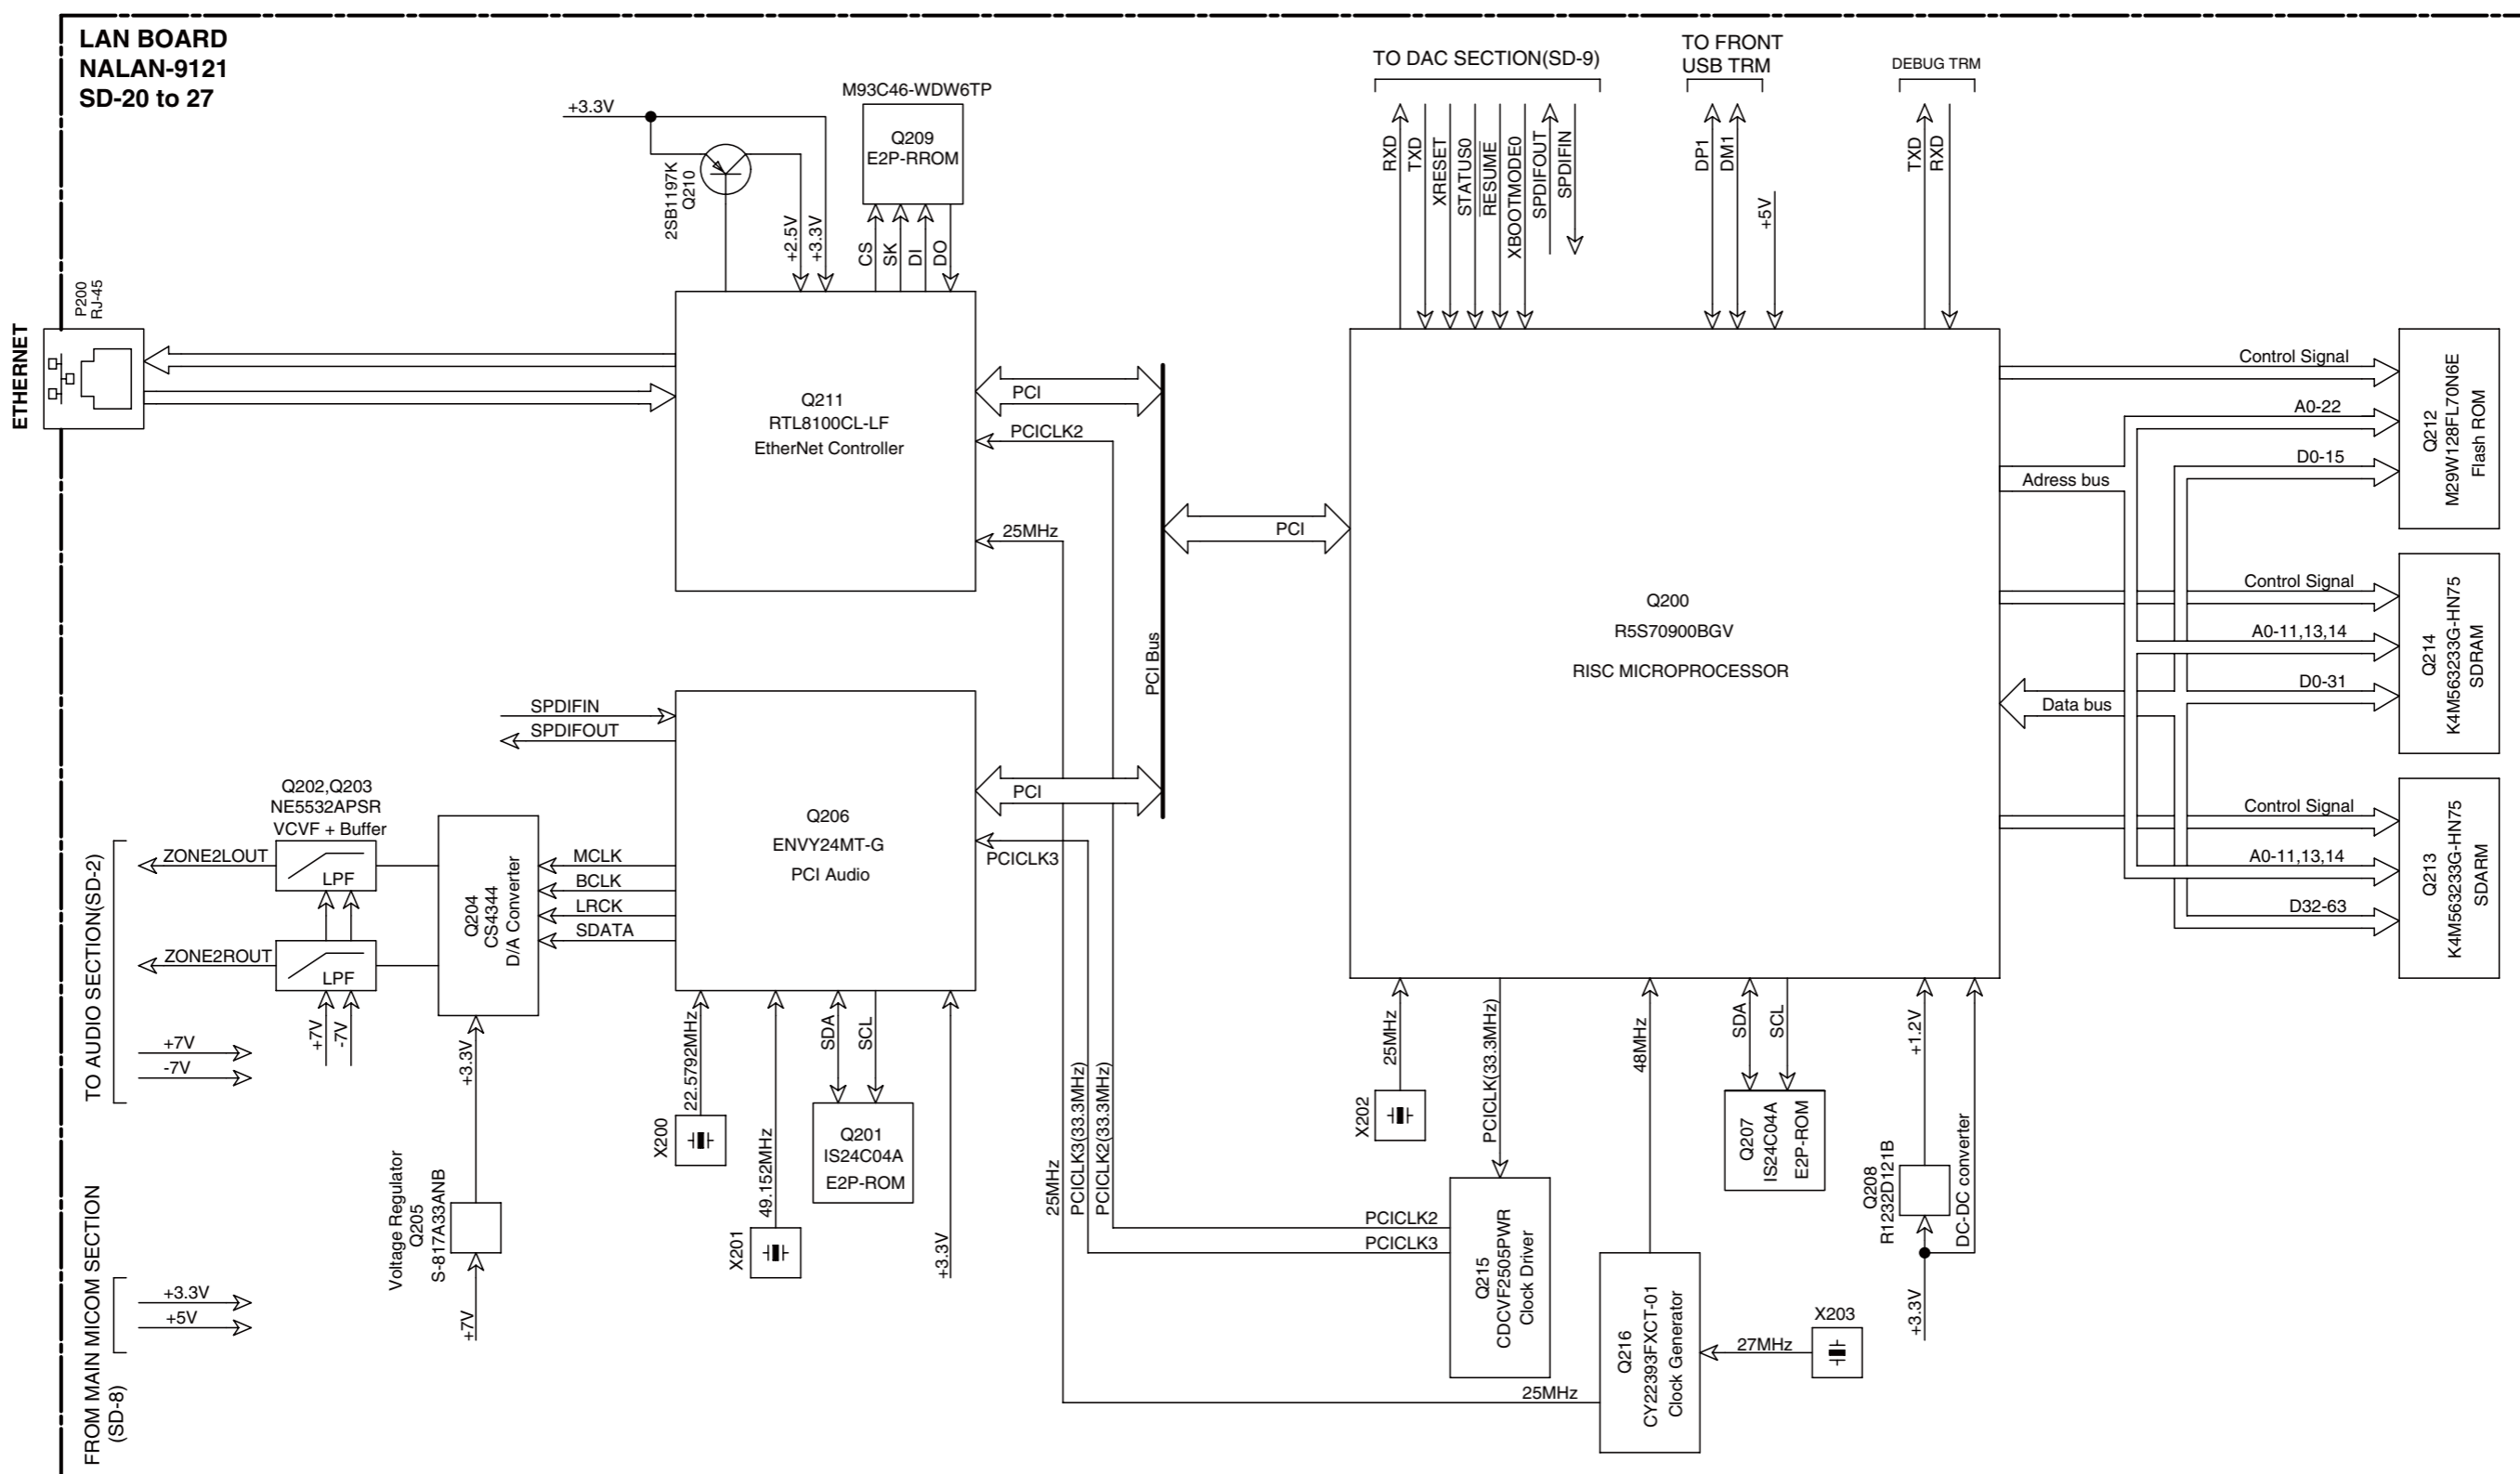 LAN BOARD
NALAN-9121
SD-20 to 27
TO DAC SECTION(SD-9)
TO FRONT
USB TRM
DEBUG TRM
RXD
TXD
XRESET
STATUS0
RESUME
XBOOTMODE0
SPDIFOUT
SPDIFIN
DP1
DM1
+5V
TXD
RXD
+3.3V
2SB1197K
Q210
+2.5V
+3.3V
M93C46-WDW6TP
Q209
E2P-RROM
CS
SK
DI
DO
ETHERNET
P200
RJ-45
Q211
RTL8100CL-LF
EtherNet Controller
PCI
PCICLK2
25MHz
PCI Bus
PCI
Q200
R5S70900BGV
RISC MICROPROCESSOR
Control Signal
A0-22
D0-15
Adress bus
Q212
M29W128FL70N6E
Flash ROM
Control Signal
A0-11,13,14
D0-31
Data bus
Q214
K4M56233G-HN75
SDRAM
Control Signal
A0-11,13,14
D32-63
Q213
K4M563233G-HN75
SDARM
SPDIFIN
SPDIFOUT
Q206
ENVY24MT-G
PCI Audio
PCI
PCICLK3
Q202,Q203
NE5532APSR
VCVF + Buffer
ZONE2LOUT
LPF
ZONE2ROUT
LPF
+7V
-7V
TO AUDIO SECTION(SD-2)
+7V
-7V
Q204
CS4344
D/A Converter
MCLK
BCLK
LRCK
SDATA
+3.3V
Voltage Regulator
Q205
S-817A33ANB
+7V
FROM MAIN MICOM SECTION
(SD-8)
+3.3V
+5V
22.5792MHz
X200
49.152MHz
X201
SDA
SCL
Q201
IS24C04A
E2P-ROM
+3.3V
25MHz
PCICLK3(33.3MHz)
PCICLK2(33.3MHz)
25MHz
X202
PCICLK(33.3MHz)
PCICLK2
PCICLK3
Q215
CDCVF2505PWR
Clock Driver
48MHz
Q216
CY22393FXCT-01
Clock Generator
25MHz
27MHz
X203
SDA
SCL
Q207
IS24C04A
E2P-ROM
+1.2V
Q208
R1232D121B
DC-DC converter
+3.3V